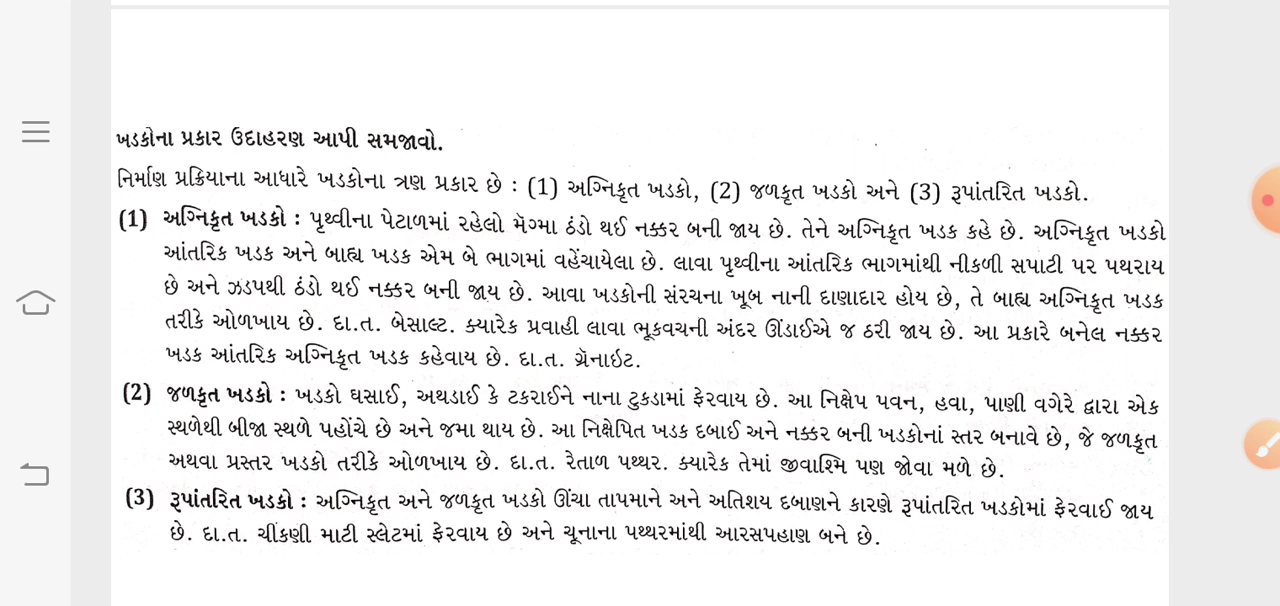 ખડકોના પ્રકાર ઉદાહરણ આપી સમજાવો.
નિર્માણ પ્રક્રિયાના આધારે ખડકોના ત્રણ પ્રકાર છે : (1) અગ્નિકૃત ખડકો, (2) જળકૃત ખડકો અને (3) રૂપાંતરિત ખડકો.
(1) અગ્નિકૃત ખડકો : પૃથ્વીના પેટાળમાં રહેલો મૅગ્મા ઠંડો થઈ નક્કર બની જાય છે. તેને અગ્નિકૃત ખડક કહે છે. અગ્નિકૃત ખડકો
આંતરિક ખડક અને બાહ્ય ખડક એમ બે ભાગમાં વહેંચાયેલા છે. લાવા પૃથ્વીના આંતરિક ભાગમાંથી નીકળી સપાટી પર પથરાય
છે અને ઝડપથી ઠંડો થઈ નક્કર બની જાય છે. આવા ખડકોની સંરચના ખૂબ નાની દાણાદાર હોય છે, તે બાહ્ય અગ્નિકૃત ખડક
તરીકે ઓળખાય છે. દા.ત. બેસાલ્ટ. ક્યારેક પ્રવાહી લાવા ભૂકવચની અંદર ઊંડાઈએ જ ઠરી જાય છે. આ પ્રકારે બનેલ નક્કર
ખડક આંતરિક અગ્નિકૃત ખડક કહેવાય છે. દા.ત. ગ્રૅનાઇટ.
(2) જળકૃત ખડકો : ખડકો ઘસાઈ, અથડાઈ કે ટકરાઈને નાના ટુકડામાં ફેરવાય છે. આ નિક્ષેપ પવન, હવા, પાણી વગેરે દ્વારા એક
સ્થળેથી બીજા સ્થળે પહોંચે છે અને જમા થાય છે. આ નિક્ષેપિત ખડક દબાઈ અને નક્કર બની ખડકોનાં સ્તર બનાવે છે, જે જળકૃત
અથવા પ્રસ્તર ખડકો તરીકે ઓળખાય છે. દા.ત. રેતાળ પથ્થર. ક્યારેક તેમાં જીવાશ્મિ પણ જોવા મળે છે.
(3) રૂપાંતરિત ખડકો : અગ્નિકૃત અને જળકૃત ખડકો ઊંચા તાપમાને અને અતિશય દબાણને કારણે રૂપાંતરિત ખડકોમાં ફેરવાઈ જાય
છે. દા.ત. ચીકણી માટી સ્લેટમાં ફેરવાય છે અને ચૂનાના પથ્થરમાંથી આરસપહાણ બને છે.